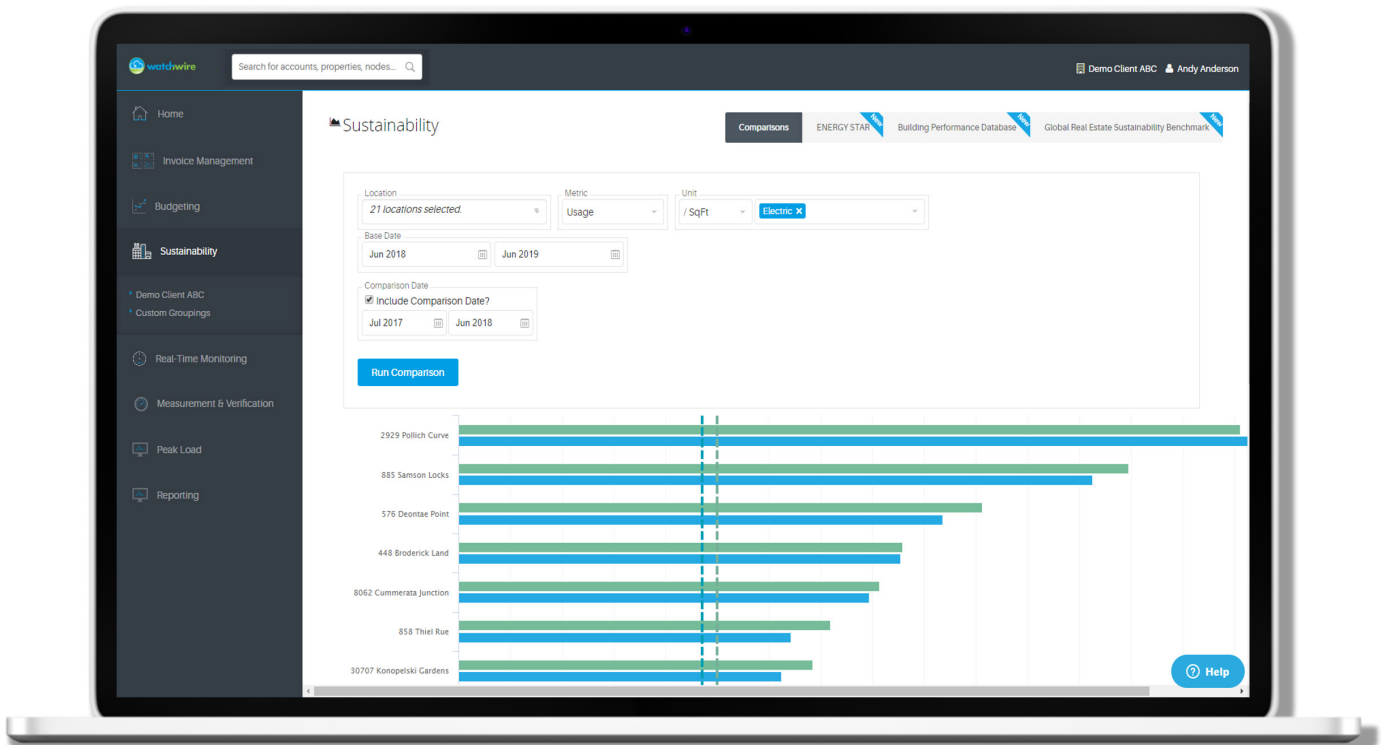 watchwire
Search for accounts, properties, nodes...
Demo Client ABC
Andy Anderson
Home
Invoice Management
Budgeting
Sustainability
Demo Client ABC
Custom Groupings
Real-Time Monitoring
Measurement & Verification
Peak Load
Reporting
Sustainability
Comparisons
ENERGY STAR
New
Building Performance Database
New
Global Real Estate Sustainability Benchmark
New
Location
21 locations selected.
Metric
Usage
Unit
/ SqFt
Electric ×
Base Date
Jun 2018
Jun 2019
Comparison Date
Include Comparison Date?
Jul 2017
Jun 2018
Run Comparison
2929 Pollich Curve
885 Samson Locks
576 Deontae Point
448 Broderick Land
8062 Cummerata Junction
858 Thiel Rue
30707 Konopelski Gardens
? Help